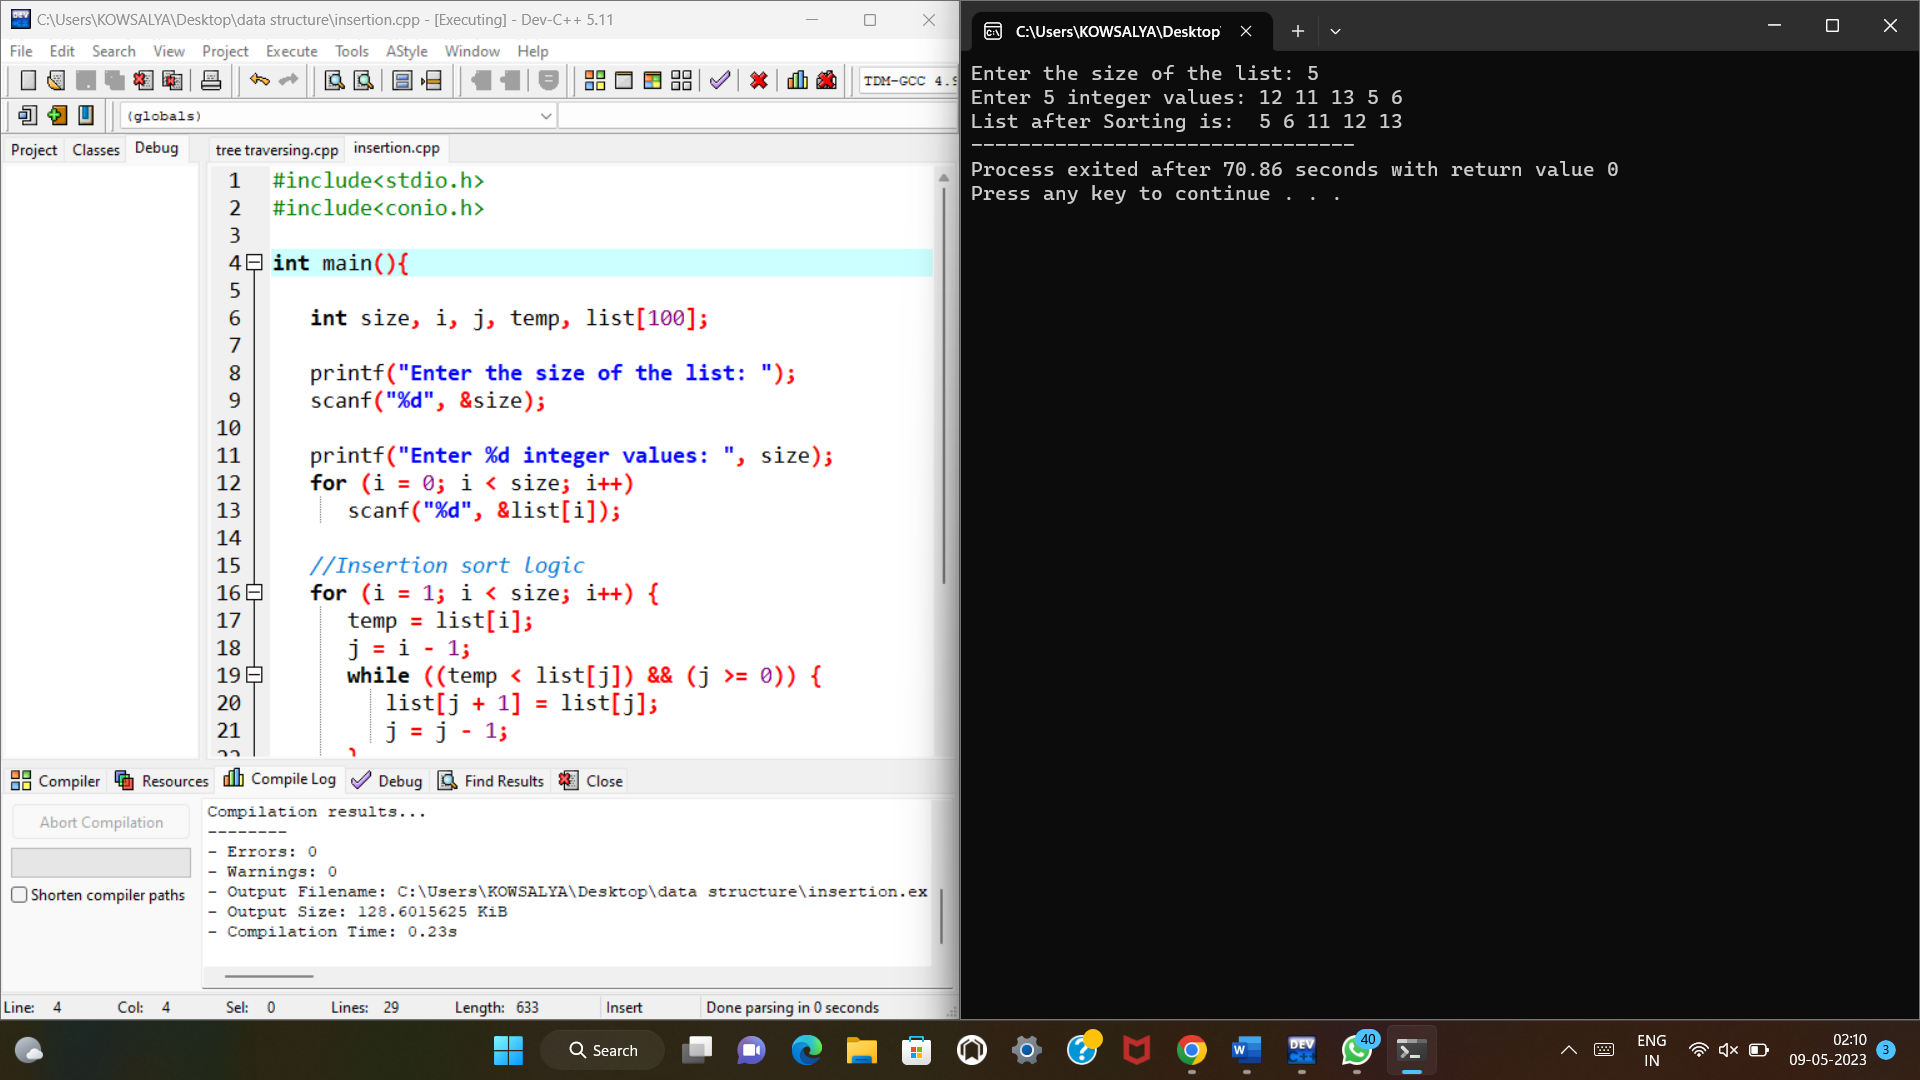 C:\Users\KOWSALYA\Desktop\data structure\insertion.cpp - [Executing] - Dev-C++ 5.11
File Edit Search View Project Execute Tools AStyle Window Help
TDM-GCC 4.9
(globals)
Project Classes Debug
tree traversing.cpp insertion.cpp
1 #include<stdio.h>
2 #include<conio.h>
3
4 int main(){
5
6 int size, i, j, temp, list[100];
7
8 printf("Enter the size of the list: ");
9 scanf("%d", &size);
10
11 printf("Enter %d integer values: ", size);
12 for (i = 0; i < size; i++)
13 scanf("%d", &list[i]);
14
15 //Insertion sort logic
16 for (i = 1; i < size; i++) {
17 temp = list[i];
18 j = i - 1;
19 while ((temp < list[j]) && (j >= 0)) {
20 list[j + 1] = list[j];
21 j = j - 1;
22 }
Compiler Resources Compile Log Debug Find Results Close
Abort Compilation
Shorten compiler paths
Compilation results...
--------
- Errors: 0
- Warnings: 0
- Output Filename: C:\Users\KOWSALYA\Desktop\data structure\insertion.ex
- Output Size: 128.6015625 KiB
- Compilation Time: 0.23s
Line: 4 Col: 4 Sel: 0 Lines: 29 Length: 633 Insert Done parsing in 0 seconds
C:\Users\KOWSALYA\Desktop\
Enter the size of the list: 5
Enter 5 integer values: 12 11 13 5 6
List after Sorting is:  5 6 11 12 13
--------------------------------
Process exited after 70.86 seconds with return value 0
Press any key to continue . . .
Search
DEV C++
40
ENG
IN
02:10
09-05-2023
3